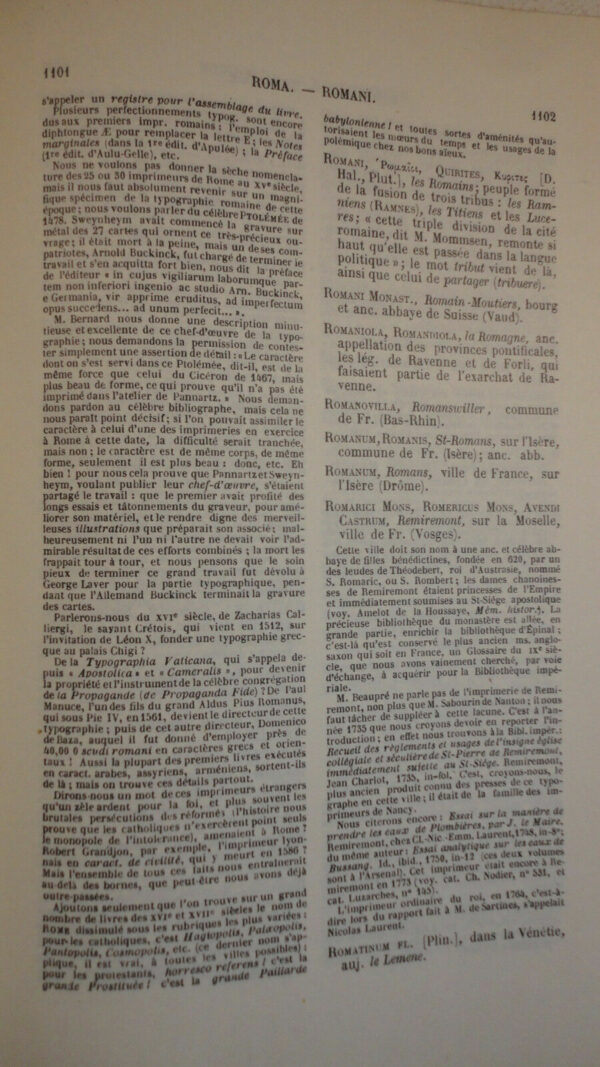 1101
ROMA. — ROMANI.
1102
s'appeler un registre pour l'assemblage du livre.
Plusieurs perfectionnements typog. sont encore
dus aux premiers impr. romains : l'emploi de la
diphtongue Æ pour remplacer la lettre E; les Notes
marginales (dans la 1re édit. d'Apulée); la Préface
(1re édit. d'Aulu-Gelle), etc.
Nous ne voulons pas donner la sèche nomencla-
ture des 25 ou 30 imprimeurs de Rome au XVe siècle,
mais il nous faut absolument revenir sur un magni-
fique spécimen de la typographie romaine de cette
époque; nous voulons parler du célèbre PTOLÉMÉE de
1478. Sweynheym avait commencé la gravure sur
métal des 27 cartes qui ornent ce très-précieux ou-
vrage; il était mort à la peine, mais un de ses com-
patriotes, Arnold Buckinck, fut chargé de terminer le
travail et s'en acquitta fort bien, nous dit la préface
de l'éditeur « in cujus vigiliarum laborumque par-
tem non inferiori ingenio ac studio Arn. Buckinck,
e Germania, vir apprime eruditus, ad imperfectum
opus succedens... ad unum perfecit... ».
M. Bernard nous donne une description minu-
tieuse et excellente de ce chef-d'œuvre de la typo-
graphie; nous demandons la permission de contes-
ter simplement une assertion de détail : « Le caractère
dont on s'est servi dans ce Ptolémée, dit-il, est de la
même force que celui du Cicéron de 1467, mais
plus beau de forme, ce qui prouve qu'il n'a pas été
imprimé dans l'atelier de Pannartz. » Nous deman-
dons pardon au célèbre bibliographe, mais cela ne
nous paraît point décisif; si l'on pouvait assimiler le
caractère à celui d'une des imprimeries en exercice
à Rome à cette date, la difficulté serait tranchée,
mais non; le caractère est de même corps, de même
forme, seulement il est plus beau : donc, etc. Eh
bien ! pour nous cela prouve que Pannartz et Sweyn-
heym, voulant publier leur chef-d'œuvre, s'étaient
partagé le travail : que le premier avait profité des
longs essais et tâtonnements du graveur, pour amé-
liorer son matériel, et le rendre digne des merveil-
leuses illustrations que préparait son associé; mal-
heureusement ni l'un ni l'autre ne devait voir l'ad-
mirable résultat de ces efforts combinés; la mort les
frappait tour à tour, et nous pensons que le soin
pieux de terminer ce grand travail fut dévolu à
George Laver pour la partie typographique, pen-
dant que l'Allemand Buckinck terminait la gravure
des cartes.
Parlerons-nous du XVIe siècle, de Zacharias Cal-
liergi, le sayant Crétois, qui vient en 1512, sur
l'invitation de Léon X, fonder une typographie grec-
que au palais Chigi ?
De la Typographia Vaticana, qui s'appela de-
puis « Apostolica » et « Cameralis », pour devenir
la propriété et l'instrument de la célèbre congrégation
de la Propagande (de Propaganda Fide) ? De Paul
Manuce, l'un des fils du grand Aldus Pius Romanus,
qui sous Pie IV, en 1561, devient le directeur de cette
typographie; puis de cet autre directeur, Domenico
de Baza, auquel il fut donné d'employer près de
40,000 scudi romani en caractères grecs et orien-
taux ! Aussi la plupart des premiers livres exécutés
en caract. arabes, assyriens, arméniens, sortent-ils
de là; mais on trouve ces détails partout.
Dirons-nous un mot de ces imprimeurs étrangers
qu'un zèle ardent pour la foi, et plus souvent les
brutales persécutions des réformés (l'histoire nous
prouve que les catholiques n'exercèrent point seuls
le monopole de l'intolérance), amenaient à Rome ?
Robert Grandjon, par exemple, l'imprimeur lyon-
nais en caract. de civilité, qui y meurt en 1586 ?
Mais l'ensemble de tous ces faits nous entraînerait
au delà des bornes, que peut-être nous avons déjà
outre-passées.
Ajoutons seulement que l'on trouve sur un grand
nombre de livres des XVIe et XVIIe siècles le nom de
ROME dissimulé sous les rubriques les plus variées :
pour les catholiques, c'est Hagiopolis, Palæopolis,
Pantopolis, Cosmopolis, etc. (ce dernier nom s'ap-
plique, il est vrai, à toutes les villes possibles);
pour les protestants, horresco referens ! c'est la
grande Prostituée ! c'est la grande Paillarde
babylonienne ! et toutes sortes d'aménités qu'au-
torisaient les mœurs du temps et les usages de la
polémique chez nos bons aïeux.
ROMANI, Ῥωμαῖοι, QUIRITES, Κυρῖτες [D.
Hal., Plut.], les Romains; peuple formé
de la fusion de trois tribus : les Ram-
niens (RAMNES), les Titiens et les Luce-
res; « cette triple division de la cité
romaine, dit M. Mommsen, remonte si
haut qu'elle est passée dans la langue
politique »; le mot tribut vient de là,
ainsi que celui de partager (tribuere).
ROMANI MONAST., Romain-Moutiers, bourg
et anc. abbaye de Suisse (Vaud).
ROMANIOLA, ROMANDIOLA, la Romagne, anc.
appellation des provinces pontificales,
les lég. de Ravenne et de Forli, qui
faisaient partie de l'exarchat de Ra-
venne.
ROMANOVILLA, Romanswiller, commune
de Fr. (Bas-Rhin).
ROMANUM, ROMANIS, St-Romans, sur l'Isère,
commune de Fr. (Isère); anc. abb.
ROMANUM, Romans, ville de France, sur
l'Isère (Drôme).
ROMARICI MONS, ROMERICUS MONS, AVENDI
CASTRUM, Remiremont, sur la Moselle,
ville de Fr. (Vosges).
Cette ville doit son nom à une anc. et célèbre ab-
baye de filles bénédictines, fondée en 620, par un
des leudes de Théodebert, roi d'Austrasie, nommé
S. Romaric, ou S. Rombert; les dames chanoines-
ses de Remiremont étaient princesses de l'Empire
et immédiatement soumises au St-Siége apostolique
(voy. Amelot de la Houssaye, Mém. histor.). La
précieuse bibliothèque du monastère est allée, en
grande partie, enrichir la bibliothèque d'Épinal;
c'est-là qu'est conservé le plus ancien ms. anglo-
saxon qui soit en France, un Glossaire du IXe siè-
cle, que nous avons vainement cherché, par voie
d'échange, à acquérir pour la Bibliothèque impé-
riale.
M. Beaupré ne parle pas de l'imprimerie de Remi-
remont, non plus que M. Sabourin de Nanton; il nous
faut tâcher de suppléer à cette lacune. C'est à l'an-
née 1735 que nous croyons devoir en reporter l'in-
troduction; en effet nous trouvons à la Bibl. impér.:
Recueil des règlements et usages de l'insigne église
collégiale et séculière de St-Pierre de Remiremont,
immédiatement sujette au St-Siége. Remiremont,
Jean Charlot, 1735, in-fol. C'est, croyons-nous, le
plus ancien produit connu des presses de ce typo-
graphe en cette ville; il était de la famille des im-
primeurs de Nancy.
Nous citerons encore : Essai sur la manière de
prendre les eaux de Plombières, par J. le Maire.
Remiremont, chez Cl.-Nic.-Emm. Laurent, 1748, in-8°;
du même auteur : Essai analytique sur les eaux de
Bussang. Id., ibid., 1750, in-12 (ces deux volumes
sont à l'Arsenal). Cet imprimeur était encore à Re-
miremont en 1773 (voy. cat. Ch. Nodier, n° 531, et
cat. Luzarches, n° 145).
L'imprimeur ordinaire du roi, en 1764, c'est-à-
dire lors du rapport fait à M. de Sartines, s'appelait
Nicolas Laurent.
ROMATINUM FL. [Plin.], dans la Vénétie,
auj. le Lemene.